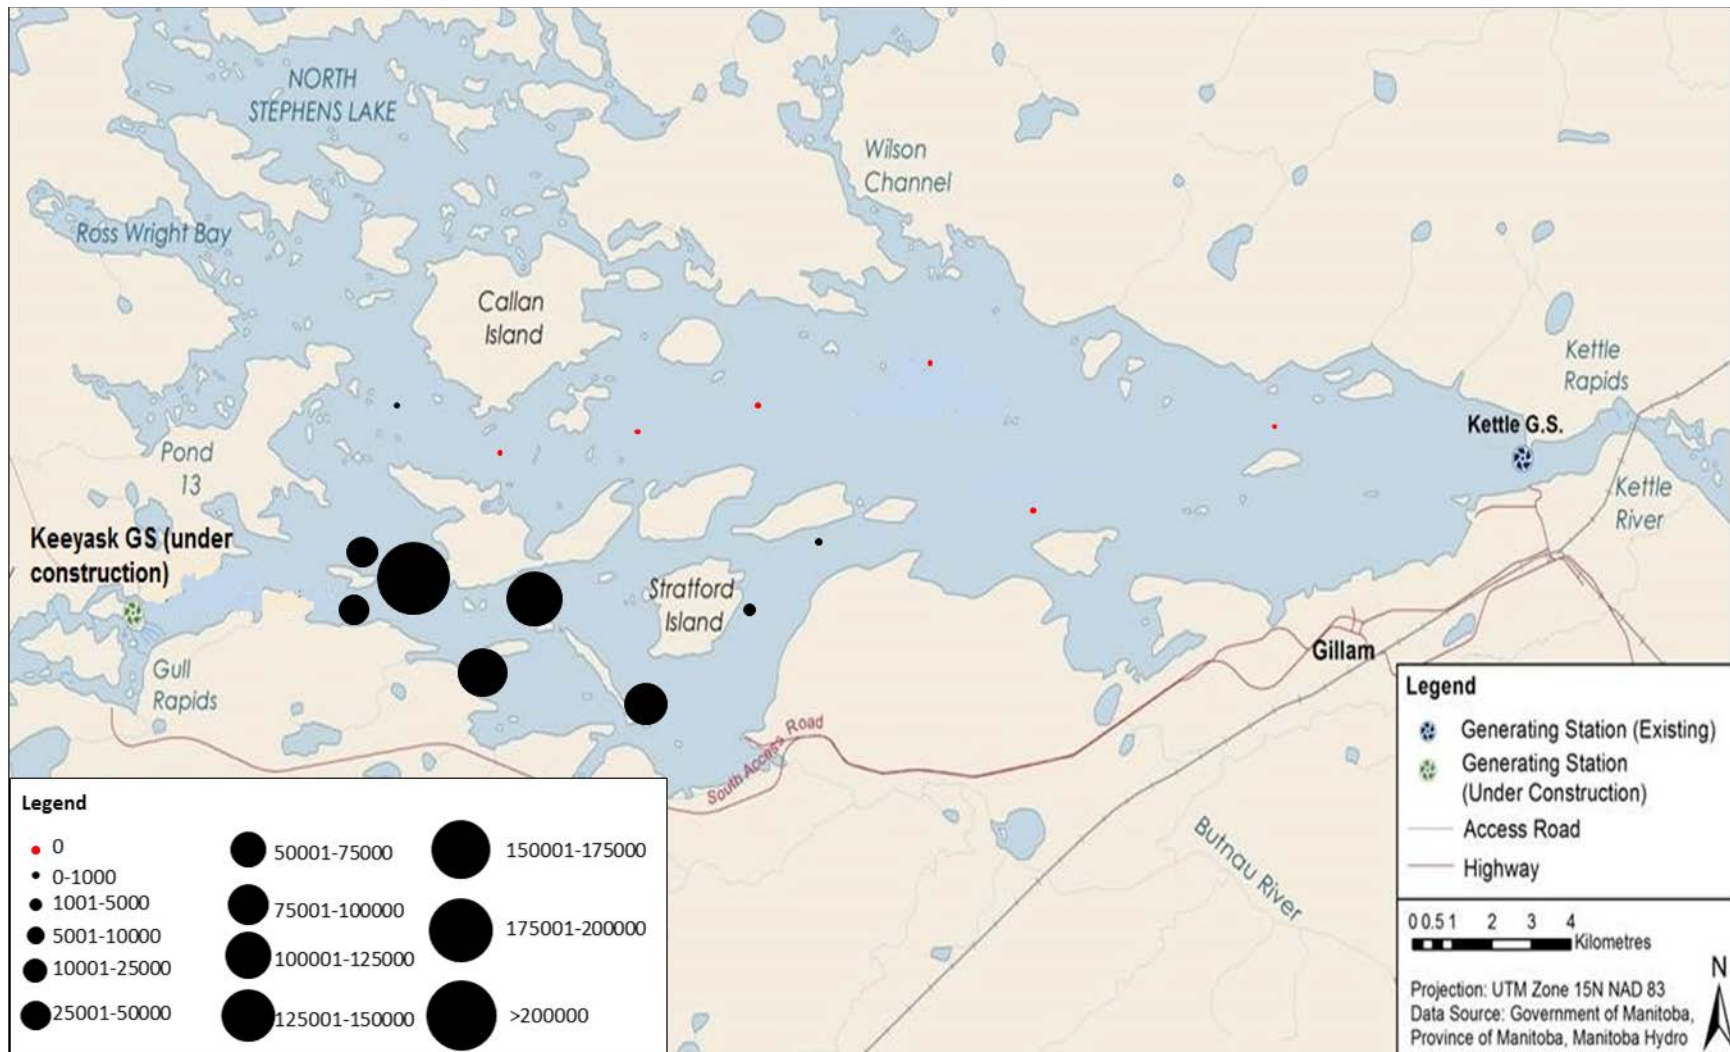 NORTH
STEPHENS LAKE
Wilson
Channel
Ross Wright Bay
Callan
Island
Kettle
Rapids
Kettle G.S.
Pond
13
Kettle
River
Keeyask GS (under
construction)
Stratford
Island
Gull
Rapids
Gillam
South Access Road
Butnau River
Legend
0
0-1000
1001-5000
5001-10000
10001-25000
25001-50000
50001-75000
75001-100000
100001-125000
125001-150000
150001-175000
175001-200000
>200000
Legend
Generating Station (Existing)
Generating Station
(Under Construction)
Access Road
Highway
0 0.5 1 2 3 4
Kilometres
N
Projection: UTM Zone 15N NAD 83
Data Source: Government of Manitoba,
Province of Manitoba, Manitoba Hydro